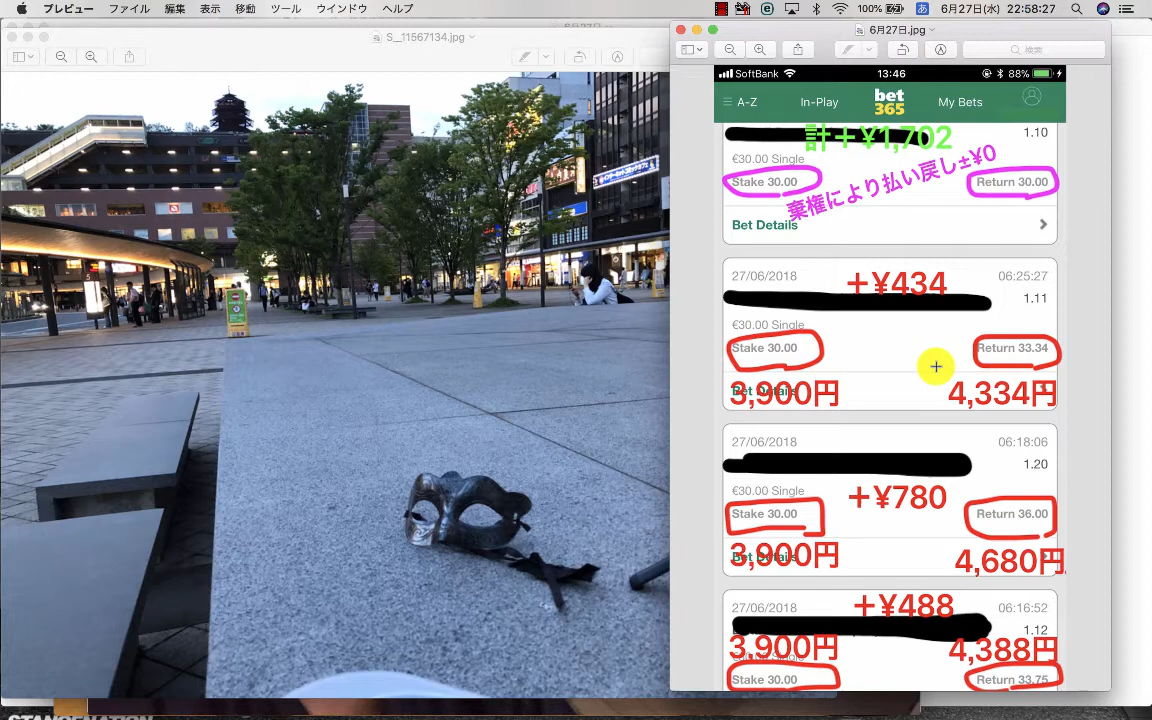 プレビュー ファイル 編集 表示 移動 ツール ウインドウ ヘルプ
100% あ 6月27日(水) 22:58:27
S__11567134.jpg
6月27日.jpg
検索
SoftBank 13:46 88%
A-Z In-Play bet365 My Bets
計+¥1,702 1.10
€30.00 Single
棄権により払い戻し±¥0
Stake 30.00 Return 30.00
Bet Details
27/06/2018 +¥434 06:25:27
1.11
€30.00 Single
Stake 30.00 Return 33.34
Bet Details
3,900円 4,334円
27/06/2018 06:18:06
1.20
€30.00 Single +¥780
Stake 30.00 Return 36.00
Bet Details
3,900円 4,680円
27/06/2018 +¥488 06:16:52
1.12
3,900円 4,388円
Stake 30.00 Return 33.75
STANCENATION